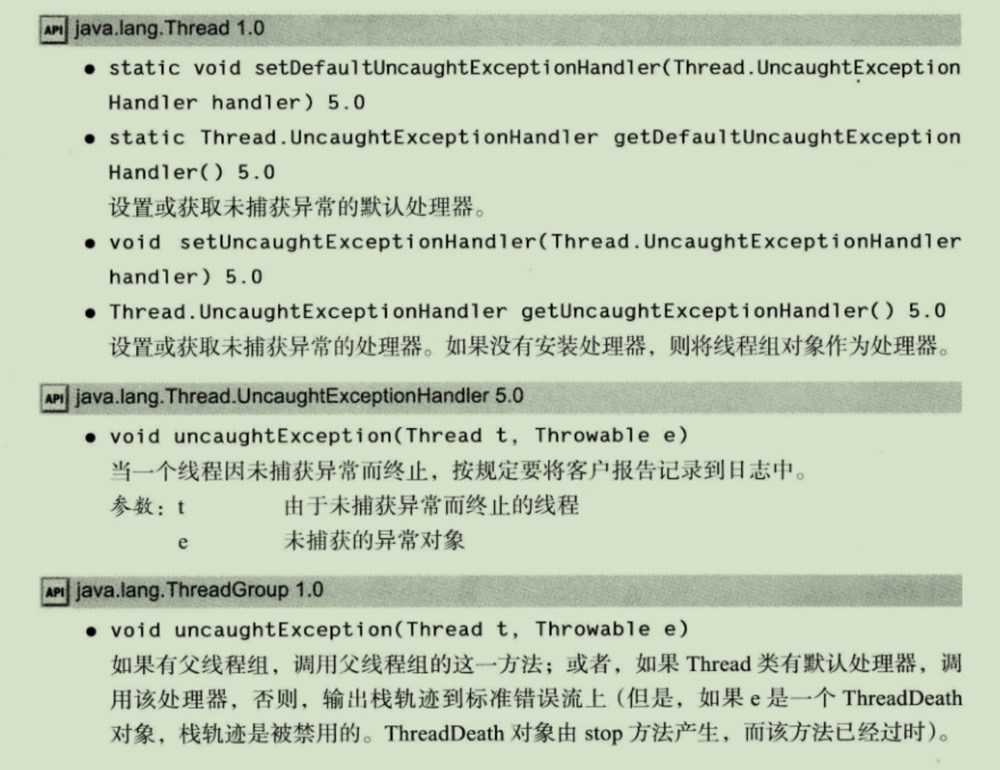 API java.lang.Thread 1.0
● static void setDefaultUncaughtExceptionHandler(Thread.UncaughtException
Handler handler) 5.0
● static Thread.UncaughtExceptionHandler getDefaultUncaughtException
Handler() 5.0
设置或获取未捕获异常的默认处理器。
● void setUncaughtExceptionHandler(Thread.UncaughtExceptionHandler
handler) 5.0
● Thread.UncaughtExceptionHandler getUncaughtExceptionHandler() 5.0
设置或获取未捕获异常的处理器。如果没有安装处理器，则将线程组对象作为处理器。
API java.lang.Thread.UncaughtExceptionHandler 5.0
● void uncaughtException(Thread t, Throwable e)
当一个线程因未捕获异常而终止，按规定要将客户报告记录到日志中。
参数：t 由于未捕获异常而终止的线程
e 未捕获的异常对象
API java.lang.ThreadGroup 1.0
● void uncaughtException(Thread t, Throwable e)
如果有父线程组，调用父线程组的这一方法；或者，如果 Thread 类有默认处理器，调
用该处理器，否则，输出栈轨迹到标准错误流上（但是，如果 e 是一个 ThreadDeath
对象，栈轨迹是被禁用的。ThreadDeath 对象由 stop 方法产生，而该方法已经过时）。